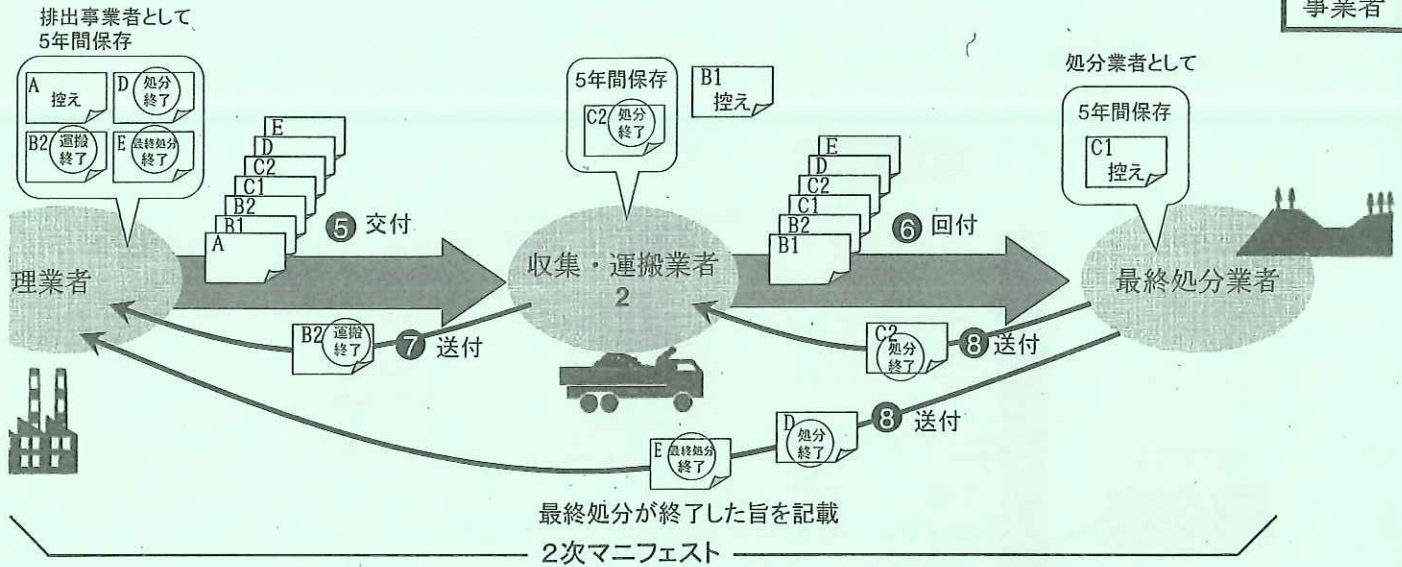 事業者
排出事業者として
5年間保存
A
控え
D
処分
終了
B2
運搬
終了
E
最終処分
終了
E
D
C2
C1
B2
B1
A
❺ 交付
5年間保存
C2
処分
終了
B1
控え
E
D
C2
C1
B2
B1
❻ 回付
処分業者として
5年間保存
C1
控え
理業者
収集・運搬業者
2
最終処分業者
B2
運搬
終了
❼ 送付
C2
処分
終了
❽ 送付
D
処分
終了
❽ 送付
E
最終処分
終了
最終処分が終了した旨を記載
2次マニフェスト